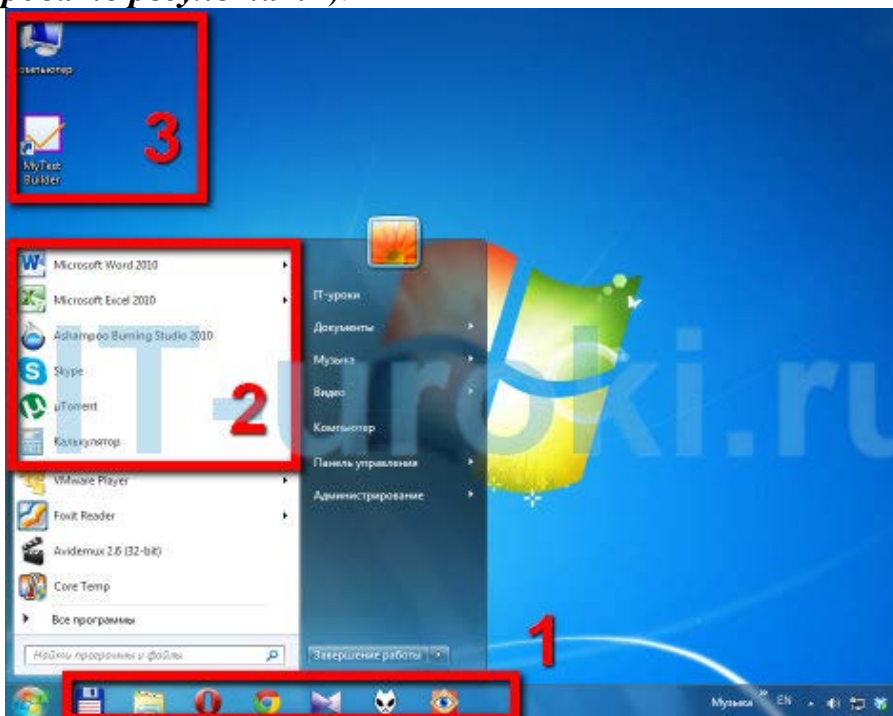 3
Компьютер
MyTest
Builder
Microsoft Word 2010
Microsoft Excel 2010
Ashampoo Burning Studio 2010
Skype
µTorrent
Калькулятор
2
VMware Player
Foxit Reader
Avidemux 2.6 (32-bit)
Core Temp
Все программы
Найти программы и файлы
IT-уроки
Документы
Музыка
Видео
Компьютер
Панель управления
Администрирование
Завершение работы
1
IT-uroki.ru
Музыка
»
EN